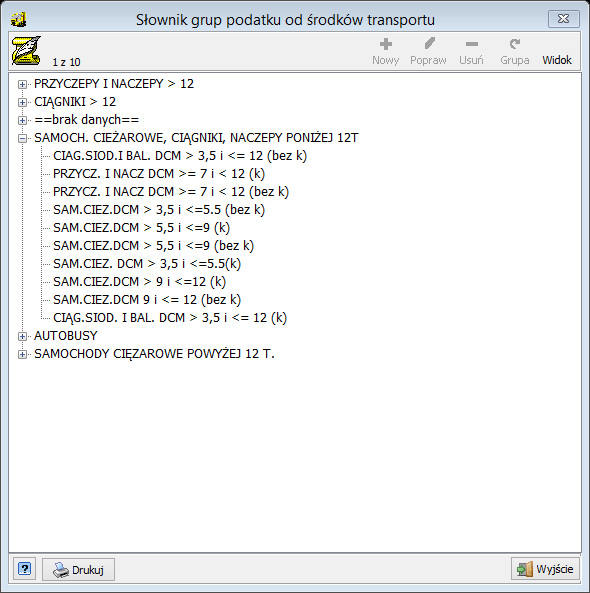 Słownik grup podatku od środków transportu
1 z 10
Nowy Popraw Usuń Grupa Widok
PRZYCZEPY I NACZEPY > 12
CIĄGNIKI > 12
==brak danych==
SAMOCH. CIEŻAROWE, CIĄGNIKI, NACZEPY PONIŻEJ 12T
CIAG.SIOD.I BAL. DCM > 3,5 i <= 12 (bez k)
PRZYCZ. I NACZ DCM >= 7 i < 12 (k)
PRZYCZ. I NACZ DCM >= 7 i < 12 (bez k)
SAM.CIEZ.DCM > 3,5 i <=5.5 (bez k)
SAM.CIEZ.DCM > 5,5 i <=9 (k)
SAM.CIEZ.DCM > 5,5 i <=9 (bez k)
SAM.CIEZ. DCM > 3,5 i <=5.5(k)
SAM.CIEZ.DCM > 9 i <=12 (k)
SAM.CIEZ.DCM 9 i <= 12 (bez k)
CIĄG.SIOD. I BAL. DCM > 3,5 i <= 12 (k)
AUTOBUSY
SAMOCHODY CIĘZAROWE POWYŻEJ 12 T.
? Drukuj Wyjście